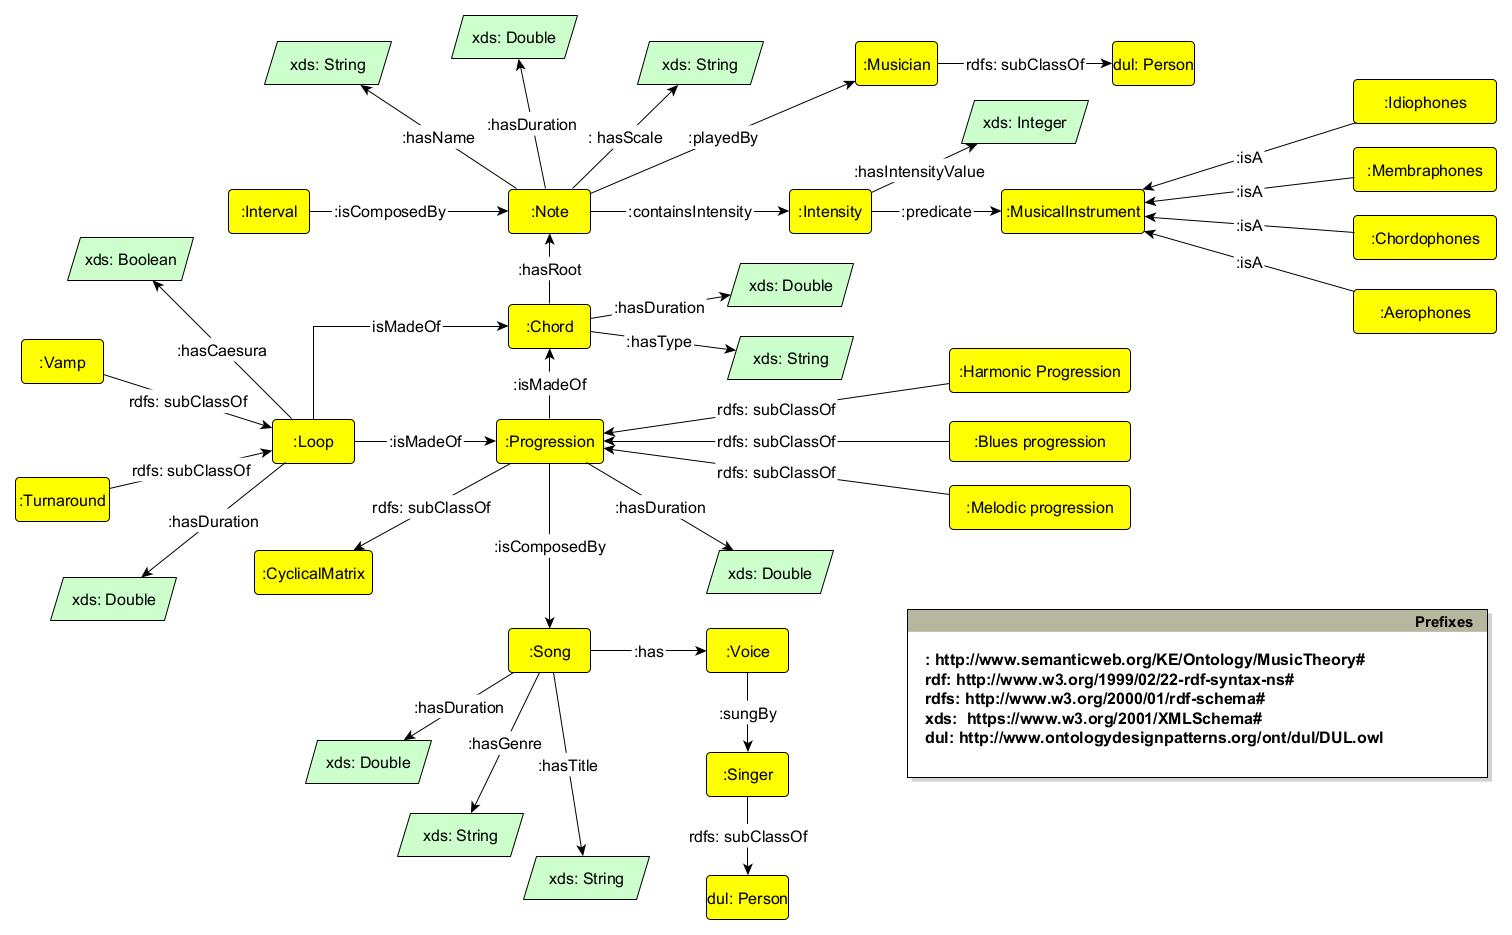 xds: Double
xds: String
xds: String
:Musician
rdfs: subClassOf
dul: Person
:Idiophones
xds: Integer
:hasDuration
:hasName
: hasScale
:playedBy
:isA
:hasIntensityValue
:Membraphones
:isA
:Interval
:isComposedBy
:Note
:containsIntensity
:Intensity
:predicate
:MusicalInstrument
:isA
:Chordophones
xds: Boolean
:isA
:hasRoot
xds: Double
:hasDuration
:Aerophones
isMadeOf
:Chord
:hasType
:hasCaesura
xds: String
:Vamp
:isMadeOf
:Harmonic Progression
rdfs: subClassOf
rdfs: subClassOf
:Loop
:isMadeOf
:Progression
rdfs: subClassOf
:Blues progression
rdfs: subClassOf
rdfs: subClassOf
:Turnaround
rdfs: subClassOf
:hasDuration
:Melodic progression
:hasDuration
:isComposedBy
:CyclicalMatrix
xds: Double
xds: Double
Prefixes
:Song
:has
:Voice
: http://www.semanticweb.org/KE/Ontology/MusicTheory#
rdf: http://www.w3.org/1999/02/22-rdf-syntax-ns#
rdfs: http://www.w3.org/2000/01/rdf-schema#
xds:  https://www.w3.org/2001/XMLSchema#
dul: http://www.ontologydesignpatterns.org/ont/dul/DUL.owl
:hasDuration
:sungBy
:hasGenre
:hasTitle
xds: Double
:Singer
xds: String
rdfs: subClassOf
xds: String
dul: Person